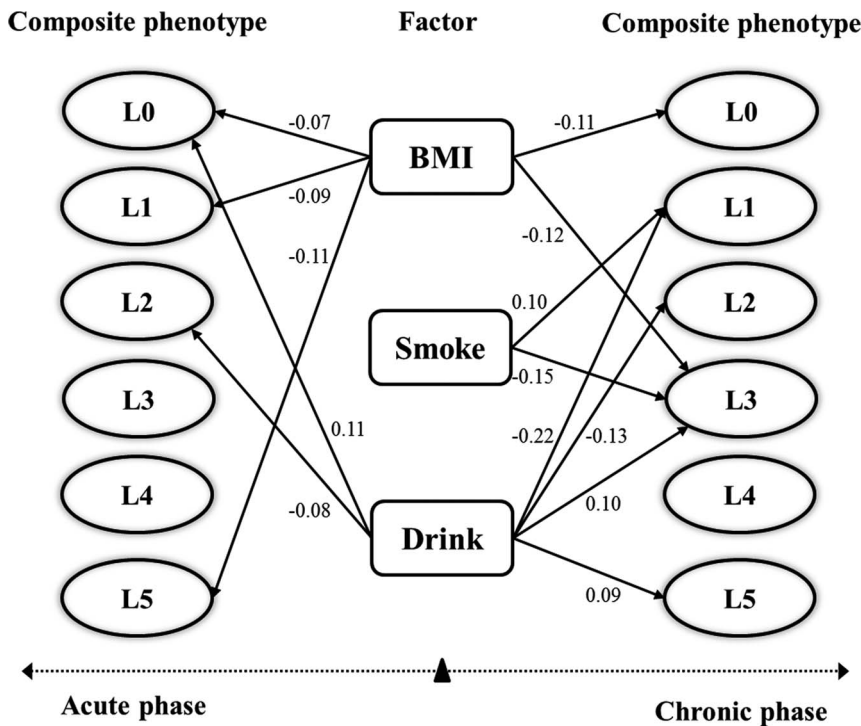 Composite phenotype Factor Composite phenotype
L0 L0
-0.07 -0.11
BMI
L1 L1
-0.09
-0.12
-0.11
L2 L2
0.10
Smoke
-0.15
L3 L3
0.11 -0.22 -0.13
L4 L4
-0.08 0.10
Drink
L5 L5
0.09
Acute phase Chronic phase